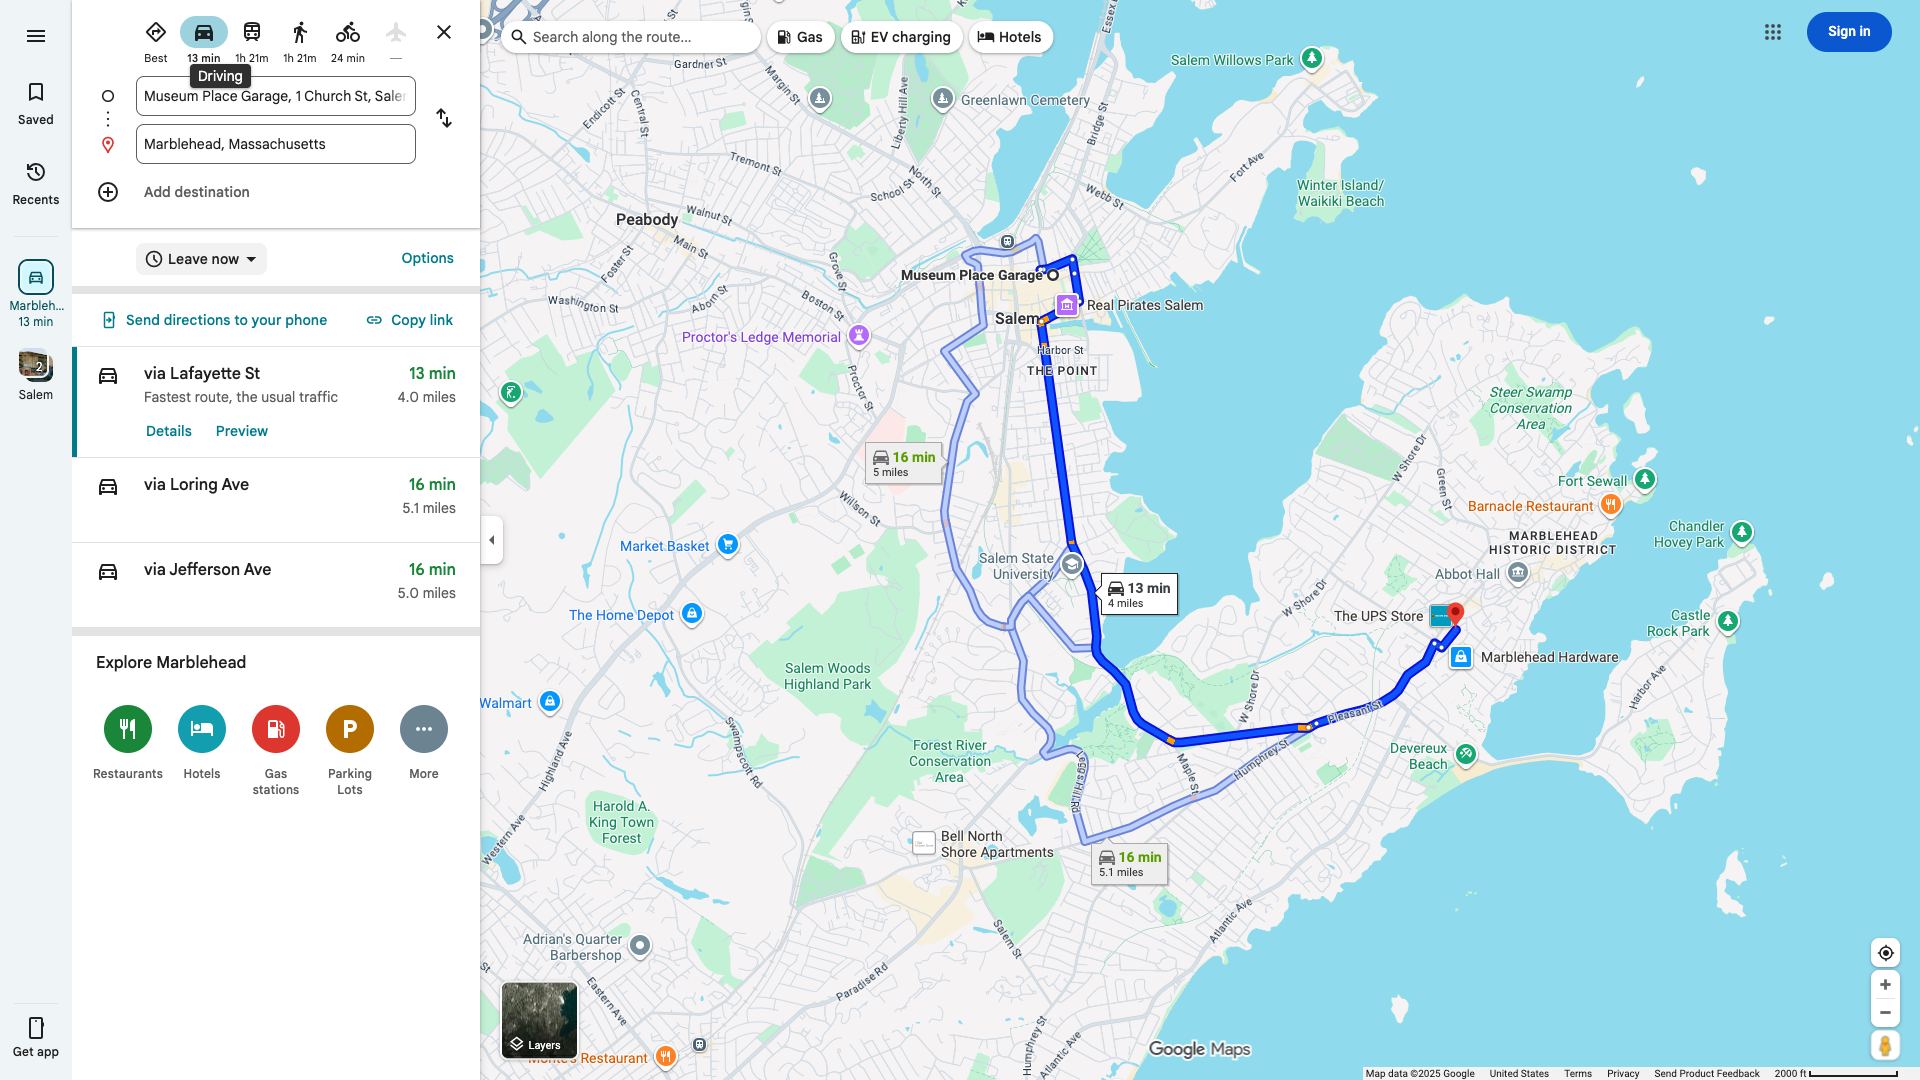 Saved
Recents
Marbleh...
13 min
2
Salem
Get app
Best
13 min
1h 21m
1h 21m
24 min
—
Driving
Museum Place Garage, 1 Church St, Saler
Marblehead, Massachusetts
Add destination
Leave now
Options
Send directions to your phone
Copy link
via Lafayette St
13 min
Fastest route, the usual traffic
4.0 miles
Details
Preview
via Loring Ave
16 min
5.1 miles
via Jefferson Ave
16 min
5.0 miles
Explore Marblehead
Restaurants
Hotels
Gas
stations
P
Parking
Lots
More
Search along the route...
Gas
EV charging
Hotels
Sign in
Essex
Gardner St
Margin St
Endicott St
Central St
Liberty Hill Ave
Greenlawn Cemetery
Bridge St
Salem Willows Park
Fort Ave
Winter Island/
Waikiki Beach
Tremont St
School St
North St
Webb St
Peabody
Walnut St
Main St
Foster St
Grove St
Aborn St
Boston St
Washington St
Museum Place Garage
Real Pirates Salem
Salem
Proctor's Ledge Memorial
Harbor St
THE POINT
Proctor St
16 min
5 miles
Willson St
Market Basket
Salem State
University
13 min
4 miles
The Home Depot
Salem Woods
Highland Park
Walmart
Swampscott Rd
Highland Ave
Forest River
Conservation
Area
Harold A.
King Town
Forest
Western Ave
Bell North
Shore Apartments
Leggs Hill Rd
Maple St
Humphrey St
Pleasant St
16 min
5.1 miles
Steer Swamp
Conservation
Area
W Shore Dr
Green St
Fort Sewall
Barnacle Restaurant
Chandler
Hovey Park
MARBLEHEAD
HISTORIC DISTRICT
Abbot Hall
W Shore Dr
The UPS Store
Castle
Rock Park
Marblehead Hardware
W Shore Dr
Harbor Ave
Devereux
Beach
Adrian's Quarter
Barbershop
Salem St
Atlantic Ave
Paradise Rd
Eastern Ave
St
Humphrey St
Atlantic Ave
Layers
Monte's Restaurant
Google Maps
Map data ©2025 Google
United States
Terms
Privacy
Send Product Feedback
2000 ft